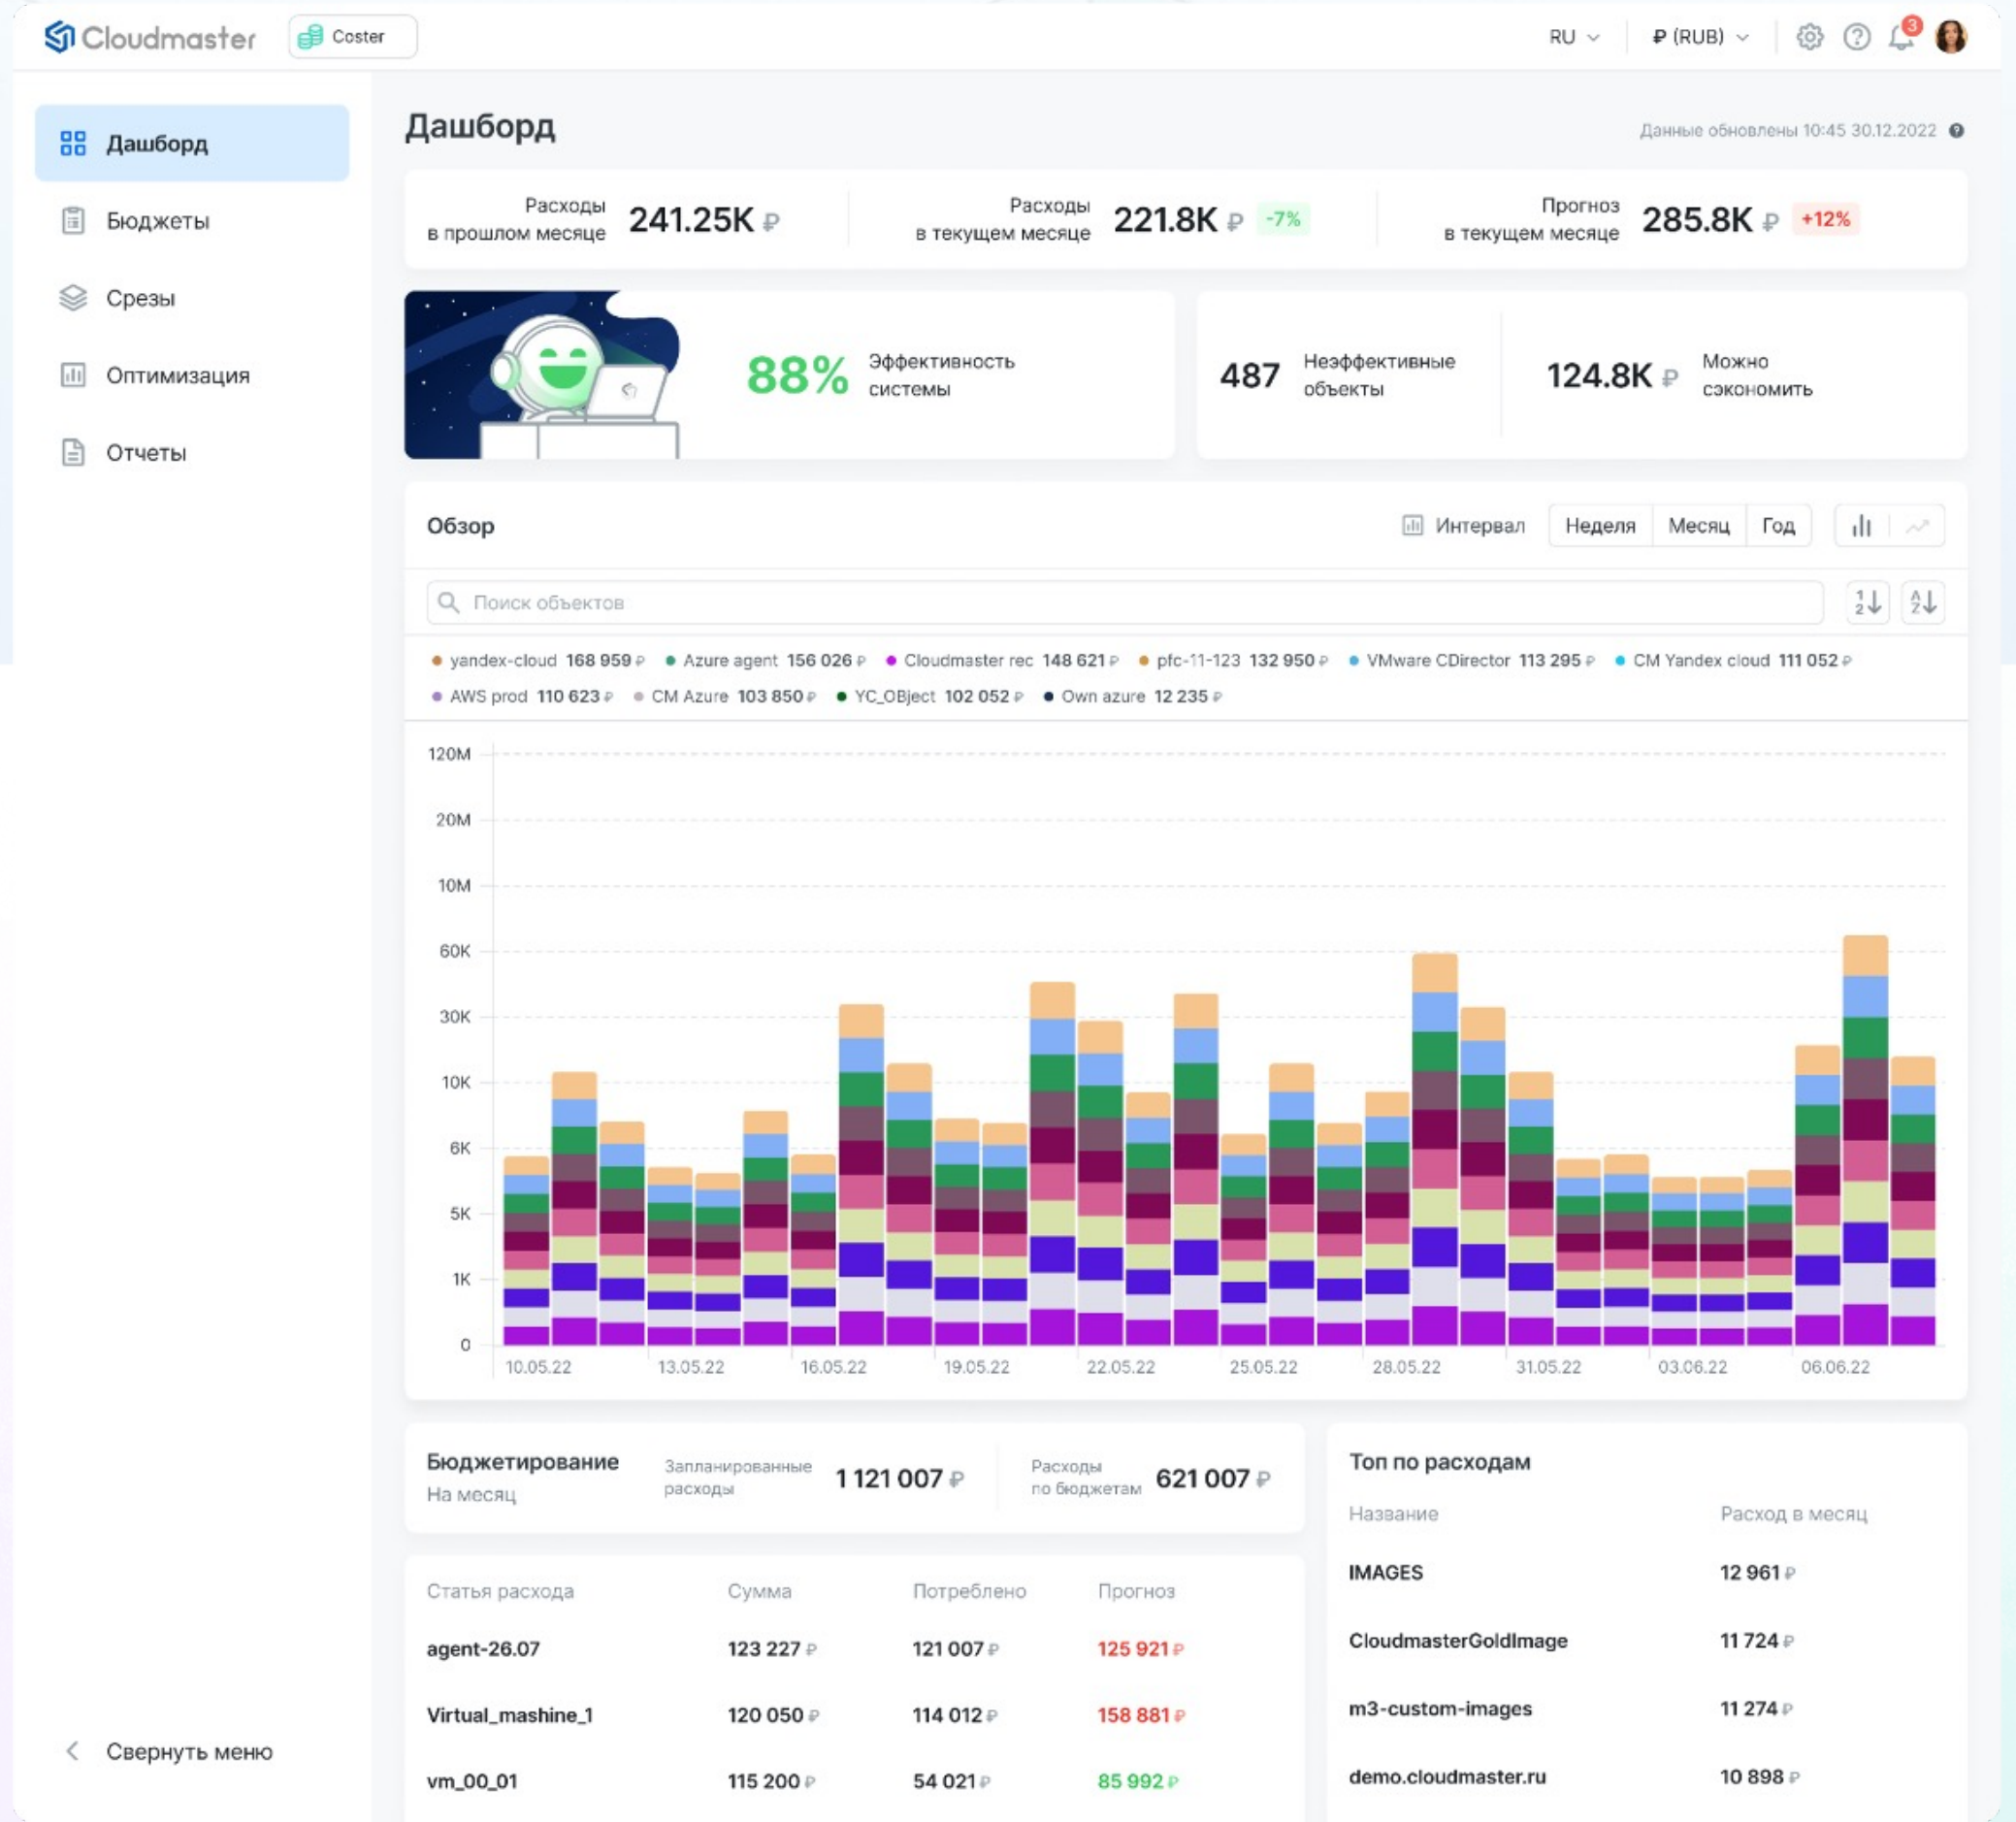 Cloudmaster
Coster
RU
₽ (RUB)
3
Дашборд
Бюджеты
Срезы
Оптимизация
Отчеты
Свернуть меню
Дашборд
Данные обновлены 10:45 30.12.2022
Расходы
в прошлом месяце
241.25K ₽
Расходы
в текущем месяце
221.8K ₽ -7%
Прогноз
в текущем месяце
285.8K ₽ +12%
88%
Эффективность
системы
487
Неэффективные
объекты
124.8K ₽
Можно
сэкономить
Обзор
Интервал
Неделя Месяц Год
Поиск объектов
1 2
A Z
yandex-cloud 168 959 ₽ Azure agent 156 026 ₽ Cloudmaster rec 148 621 ₽ pfc-11-123 132 950 ₽ VMware CDirector 113 295 ₽ CM Yandex cloud 111 052 ₽
AWS prod 110 623 ₽ CM Azure 103 850 ₽ YC_OBject 102 052 ₽ Own azure 12 235 ₽
120M
20M
10M
60K
30K
10K
6K
5K
1K
0
10.05.22 13.05.22 16.05.22 19.05.22 22.05.22 25.05.22 28.05.22 31.05.22 03.06.22 06.06.22
Бюджетирование
На месяц
Запланированные
расходы
1 121 007 ₽
Расходы
по бюджетам
621 007 ₽
Статья расхода Сумма Потреблено Прогноз
agent-26.07 123 227 ₽ 121 007 ₽ 125 921 ₽
Virtual_mashine_1 120 050 ₽ 114 012 ₽ 158 881 ₽
vm_00_01 115 200 ₽ 54 021 ₽ 85 992 ₽
Топ по расходам
Название Расход в месяц
IMAGES 12 961 ₽
CloudmasterGoldImage 11 724 ₽
m3-custom-images 11 274 ₽
demo.cloudmaster.ru 10 898 ₽